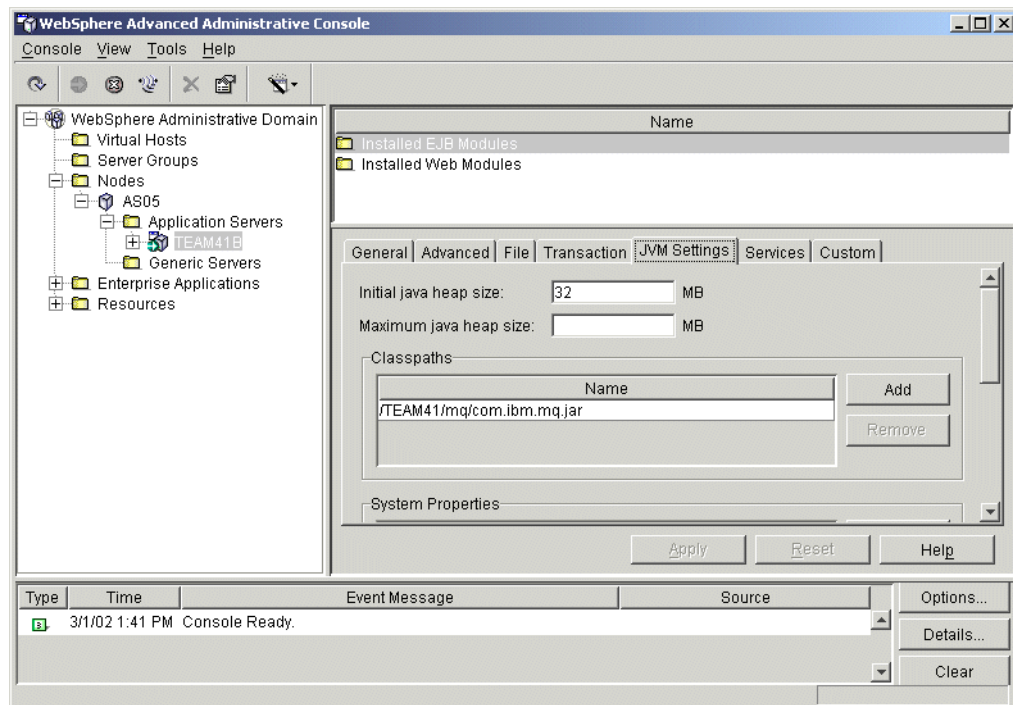 WebSphere Advanced Administrative Console
Console View Tools Help
WebSphere Administrative Domain
Virtual Hosts
Server Groups
Nodes
AS05
Application Servers
TEAM41B
Generic Servers
Enterprise Applications
Resources
Name
Installed EJB Modules
Installed Web Modules
General Advanced File Transaction JVM Settings Services Custom
Initial java heap size: 32 MB
Maximum java heap size: MB
Classpaths
Name
/TEAM41/mq/com.ibm.mq.jar
Add
Remove
System Properties
Apply Reset Help
Type Time Event Message Source
3/1/02 1:41 PM Console Ready.
Options...
Details...
Clear